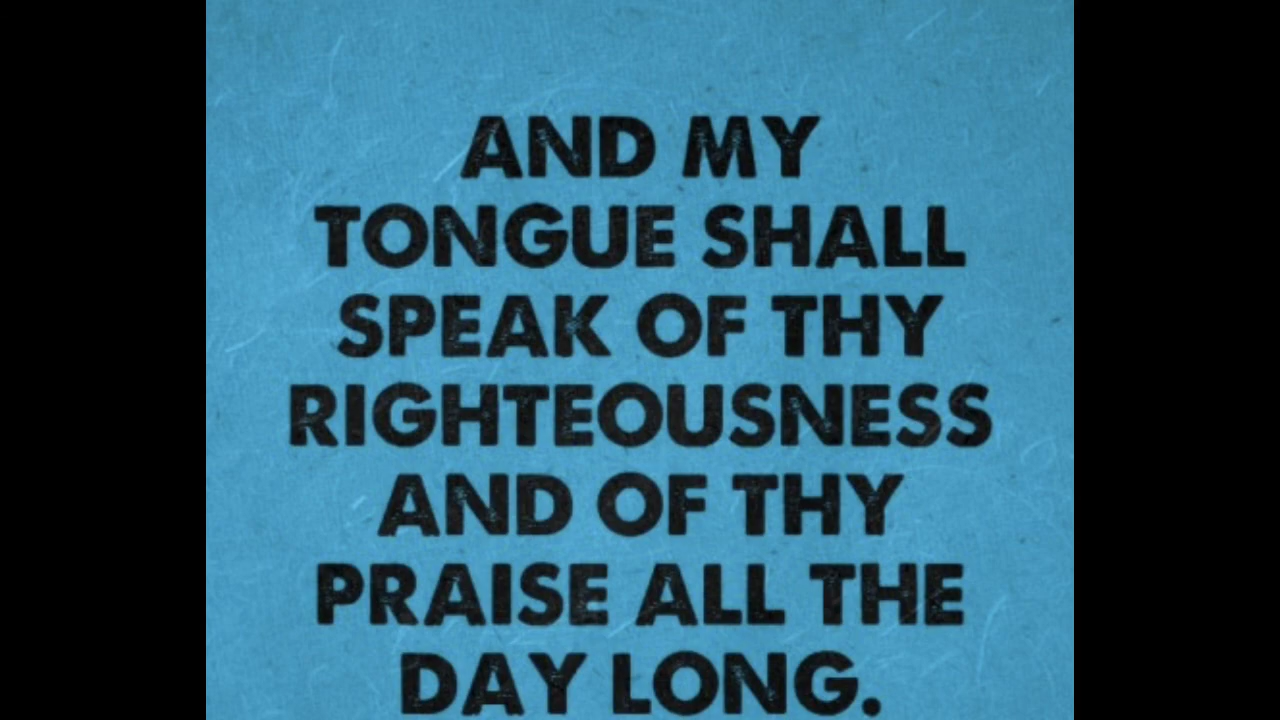 AND MY
TONGUE SHALL
SPEAK OF THY
RIGHTEOUSNESS
AND OF THY
PRAISE ALL THE
DAY LONG.